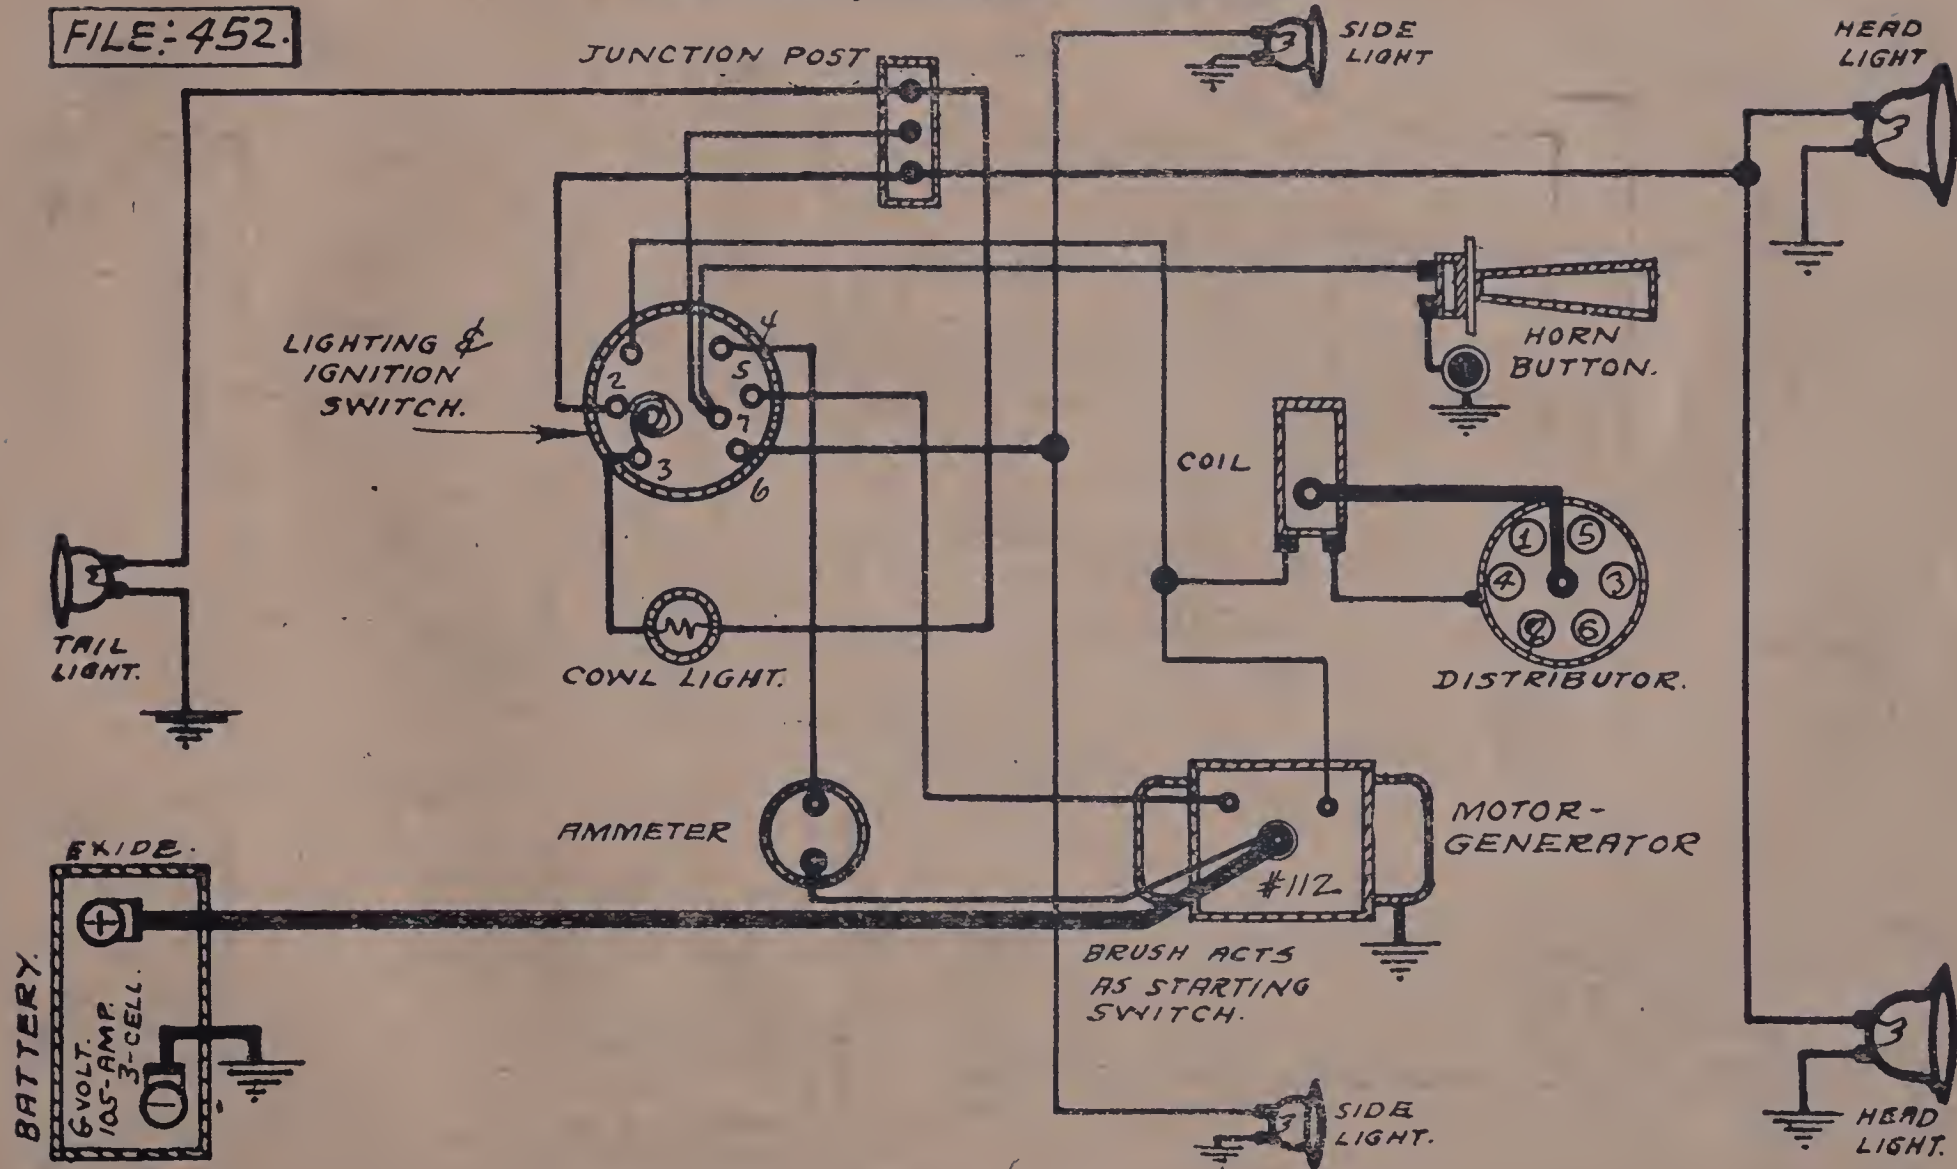 FILE:-452.
JUNCTION POST
SIDE
LIGHT
HEAD
LIGHT
LIGHTING &
IGNITION
SWITCH.
4
2
5
7
3
6
HORN
BUTTON.
COIL
1
5
4
3
6
DISTRIBUTOR.
TAIL
LIGHT.
COWL LIGHT.
AMMETER
MOTOR-
GENERATOR
#112
BRUSH ACTS
AS STARTING
SWITCH.
EXIDE.
+
BATTERY.
6-VOLT.
105-AMP.
3-CELL.
-
SIDE
LIGHT.
HEAD
LIGHT.